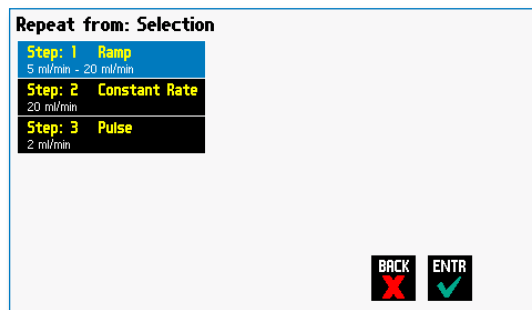 Repeat from: Selection
Step: 1 Ramp
5 ml/min - 20 ml/min
Step: 2 Constant Rate
20 ml/min
Step: 3 Pulse
2 ml/min
BACK ENTR